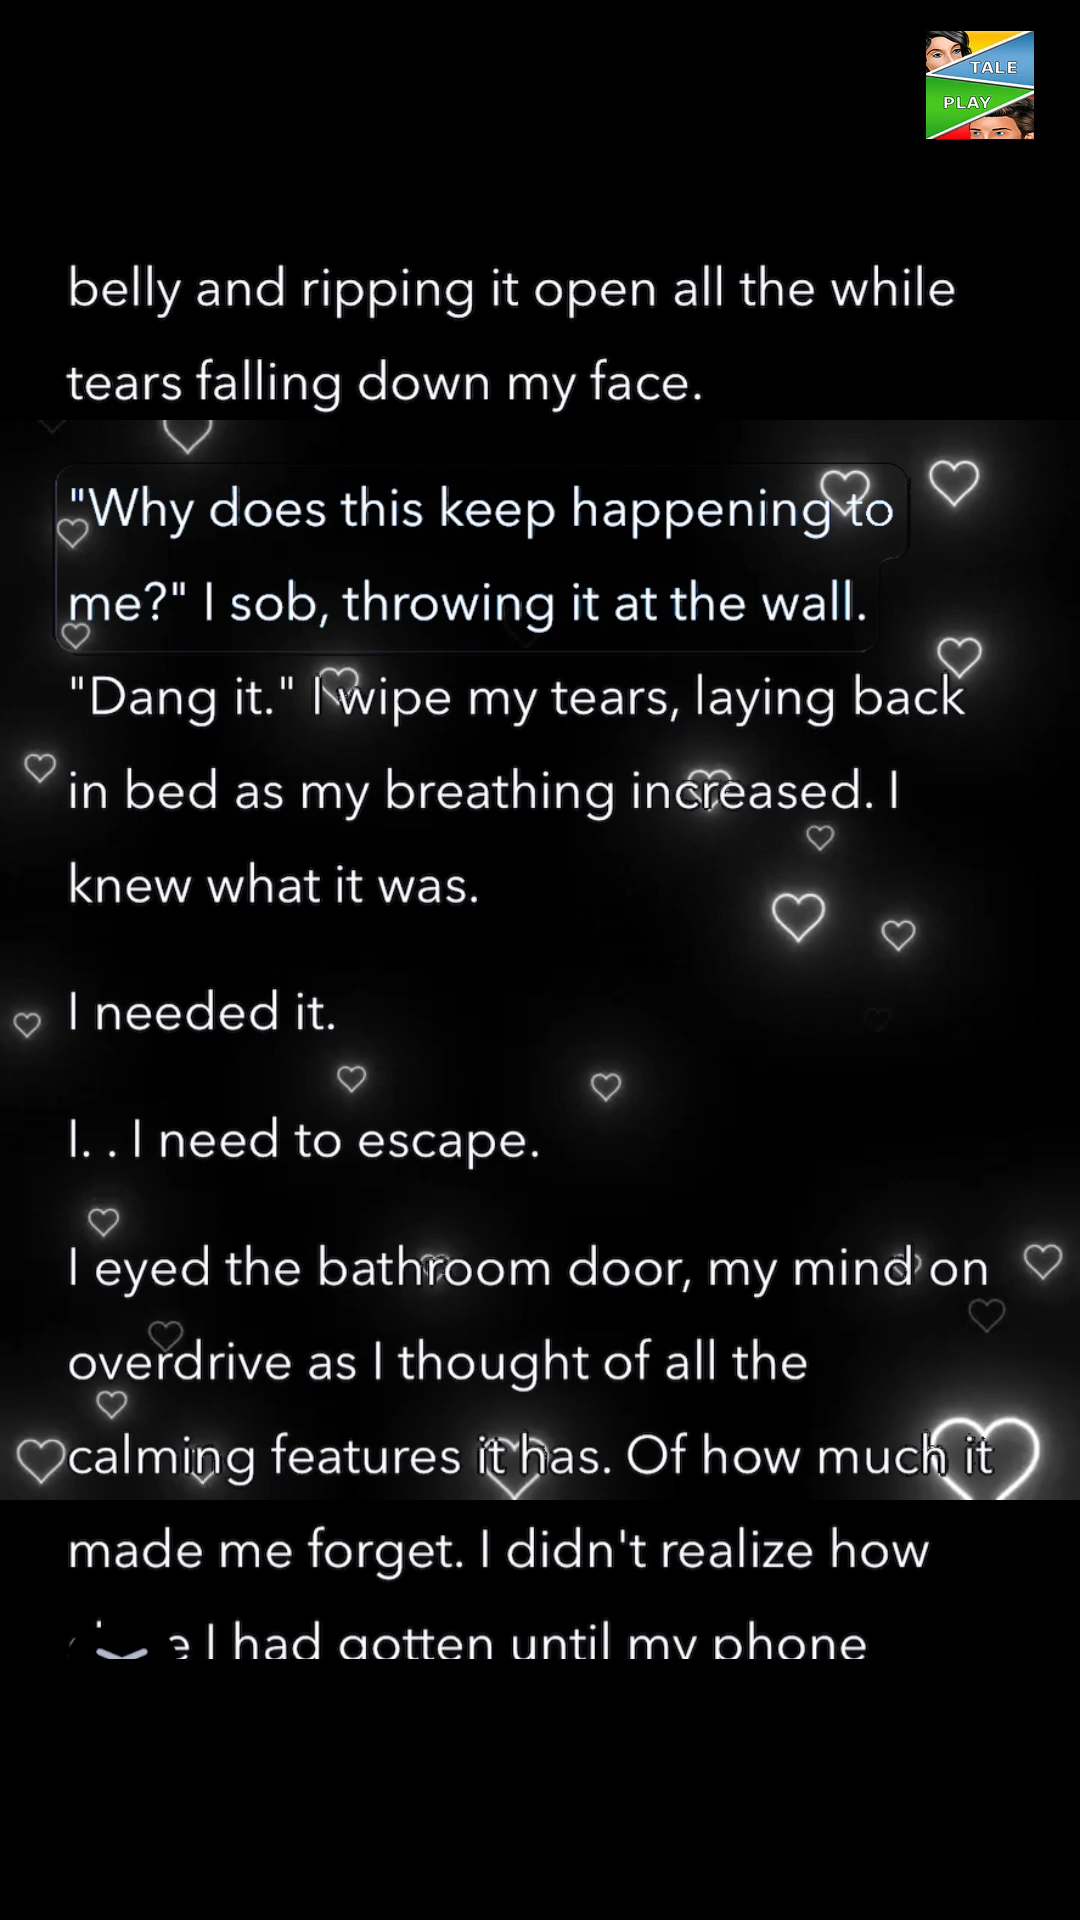 TALE
PLAY
belly and ripping it open all the while
tears falling down my face.
"Why does this keep happening to
me?" I sob, throwing it at the wall.
"Dang it." I wipe my tears, laying back
in bed as my breathing increased. I
knew what it was.
I needed it.
I. . I need to escape.
I eyed the bathroom door, my mind on
overdrive as I thought of all the
calming features it has. Of how much it
made me forget. I didn't realize how
I had gotten until my phone